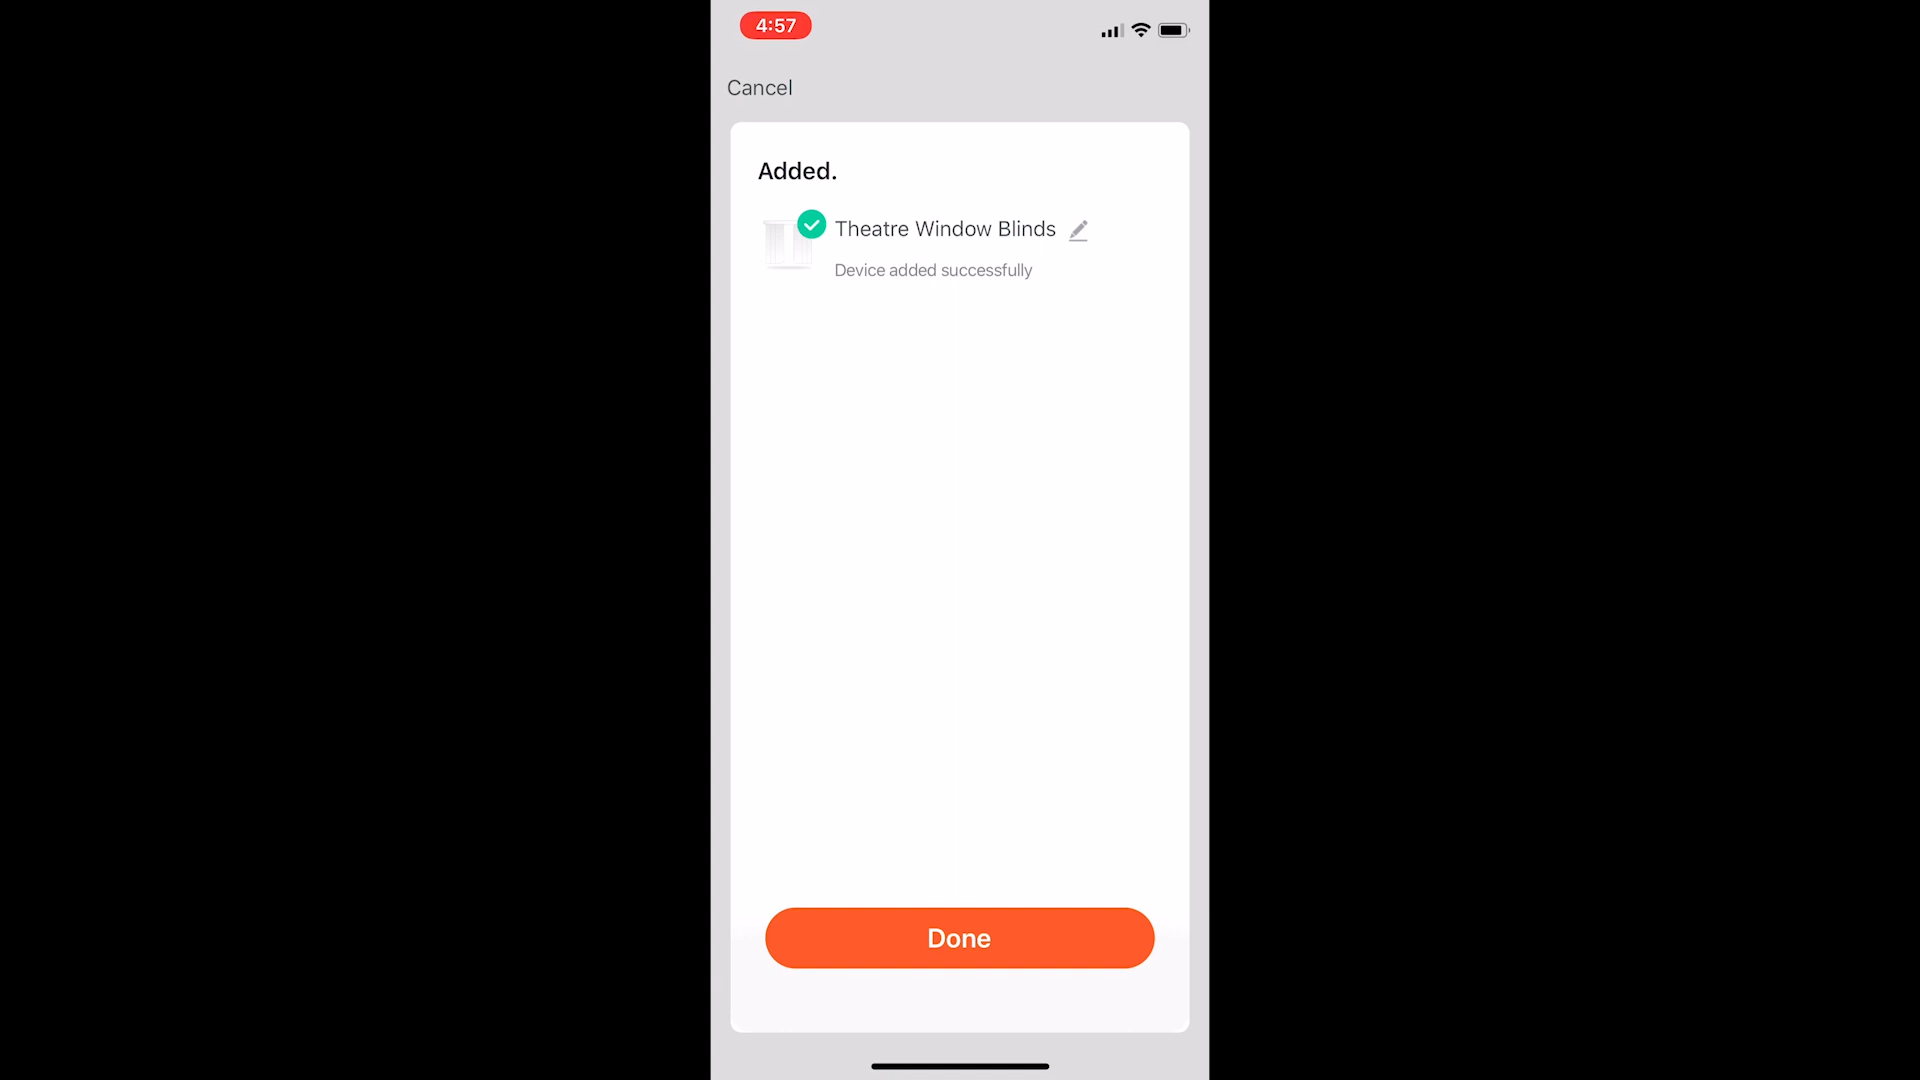 4:57
Cancel
Added.
Theatre Window Blinds
Device added successfully
Done